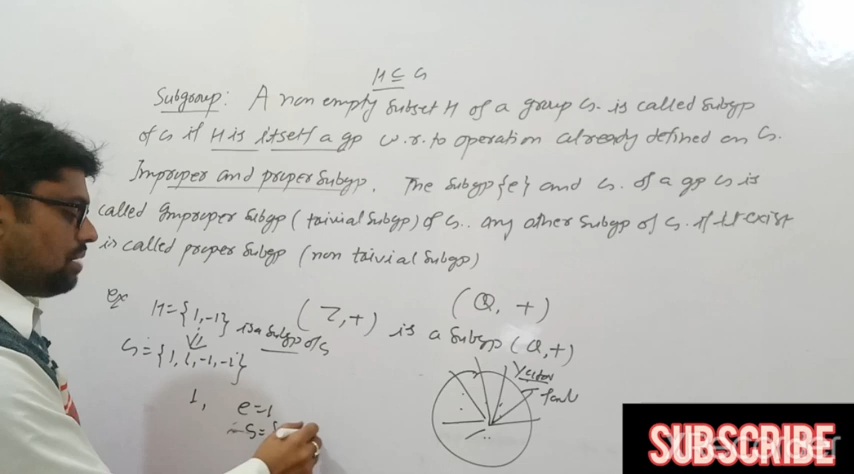 H ⊆ G
Subgroup: A non empty subset H of a group G. is called Subgp
of G if H is itself a gp w.r.to operation already defined on G.
Improper and proper Subgp. The Subgp {e} and G. of a gp G is
called Improper Subgp (trivial Subgp) of G.. any other Subgp of G. if it exist
is called proper Subgp (non trivial Subgp)
ex H = {1, -1} is a Subgp of G
G = {1, i, -1, -i}
(Q, +)
(Z, +) is a Subgp (Q, +)
1, e=1
SUBSCRIBE